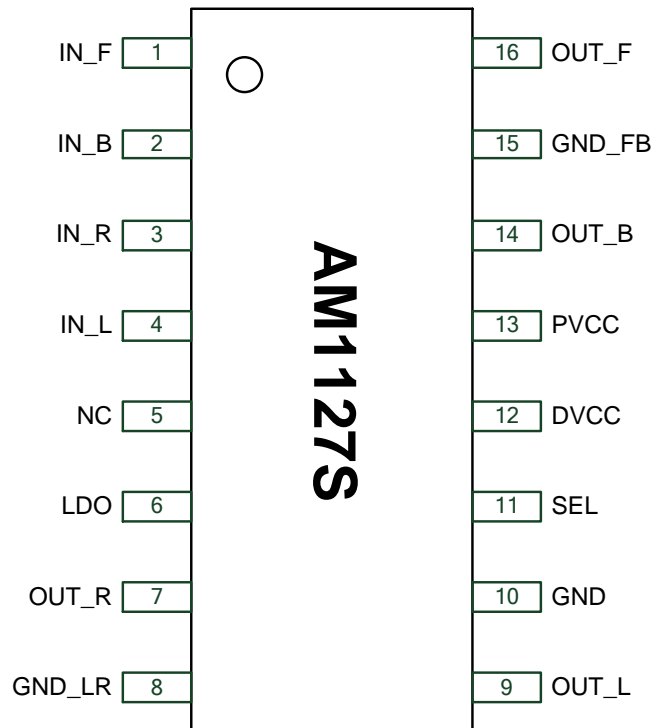 IN_F 1 16 OUT_F
IN_B 2 15 GND_FB
IN_R 3 14 OUT_B
IN_L 4 13 PVCC
NC 5 12 DVCC
LDO 6 11 SEL
OUT_R 7 10 GND
GND_LR 8 9 OUT_L
AM1127S